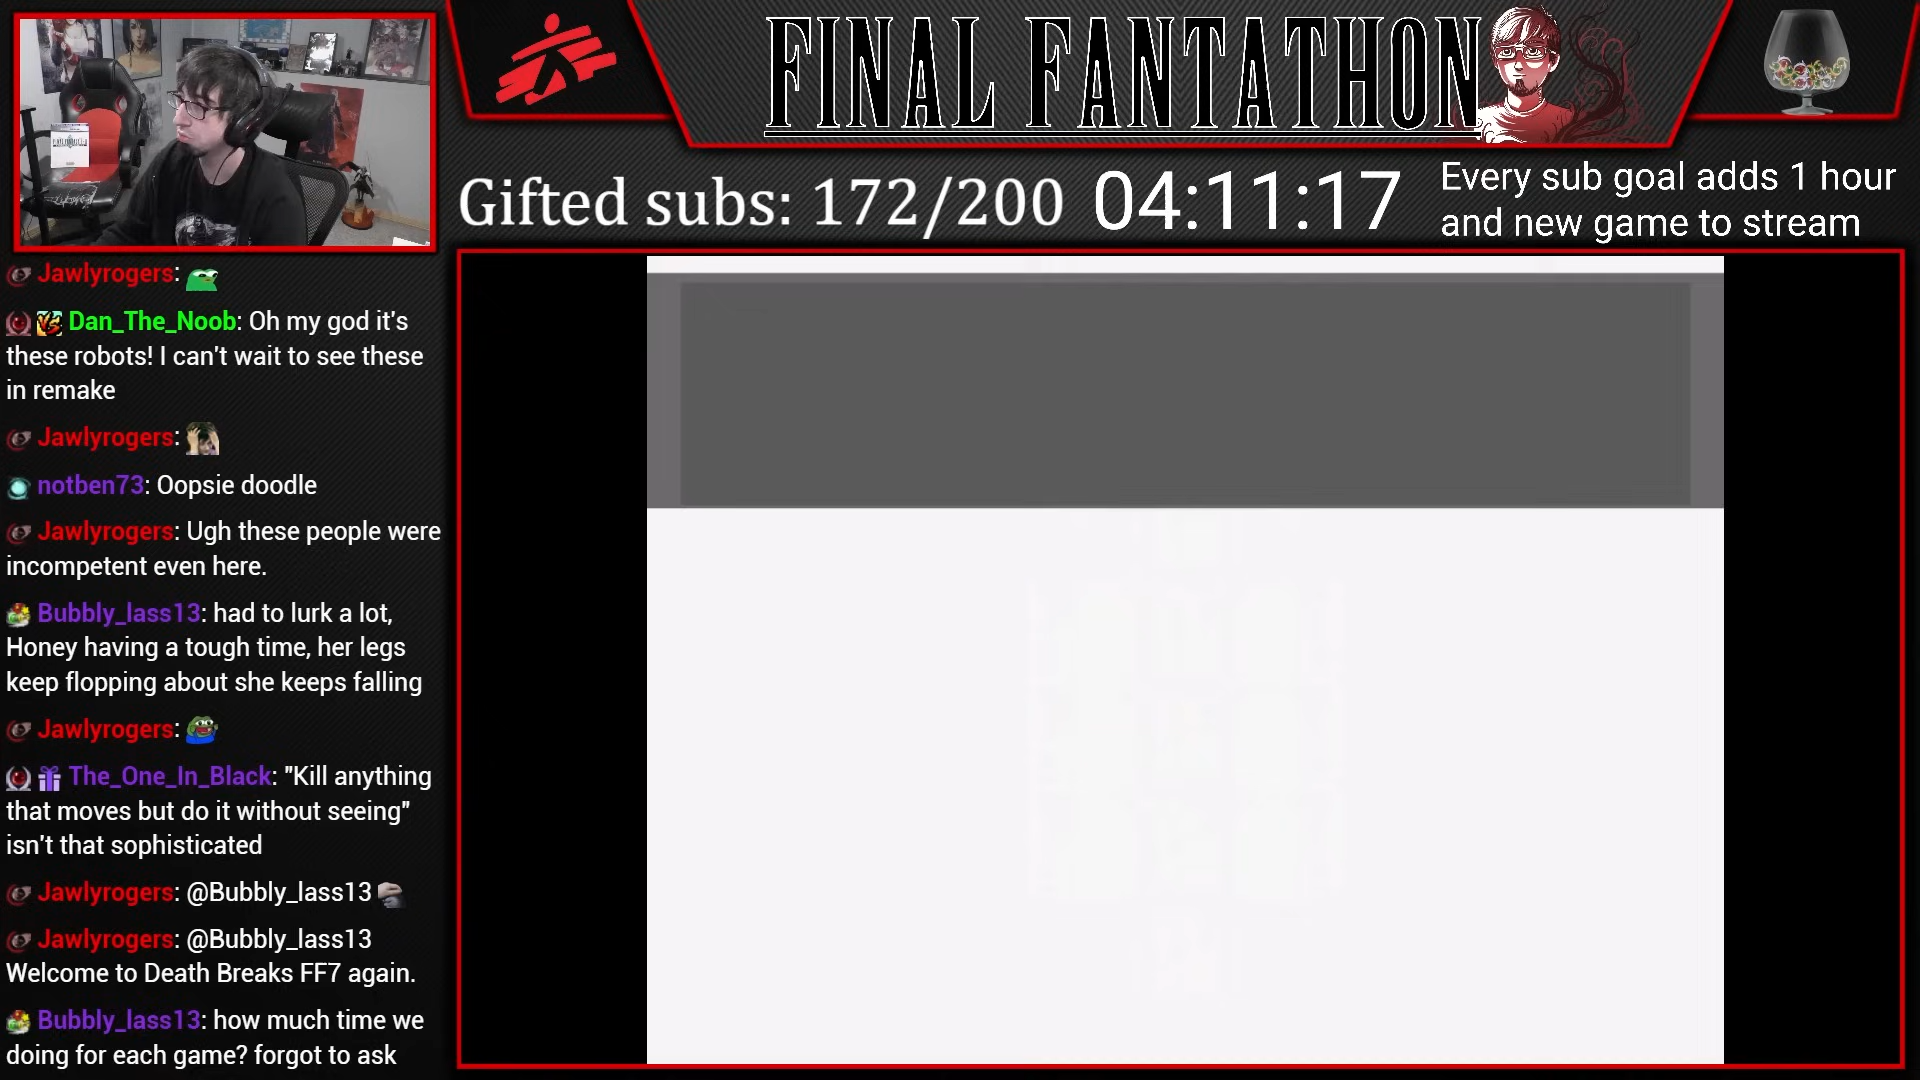 FINAL FANTATHON
Gifted subs: 172/200
04:11:17
Every sub goal adds 1 hour
and new game to stream
Jawlyrogers:
Dan_The_Noob: Oh my god it's
these robots! I can't wait to see these
in remake
Jawlyrogers:
notben73: Oopsie doodle
Jawlyrogers: Ugh these people were
incompetent even here.
Bubbly_lass13: had to lurk a lot,
Honey having a tough time, her legs
keep flopping about she keeps falling
Jawlyrogers:
The_One_In_Black: "Kill anything
that moves but do it without seeing"
isn't that sophisticated
Jawlyrogers: @Bubbly_lass13
Jawlyrogers: @Bubbly_lass13
Welcome to Death Breaks FF7 again.
Bubbly_lass13: how much time we
doing for each game? forgot to ask